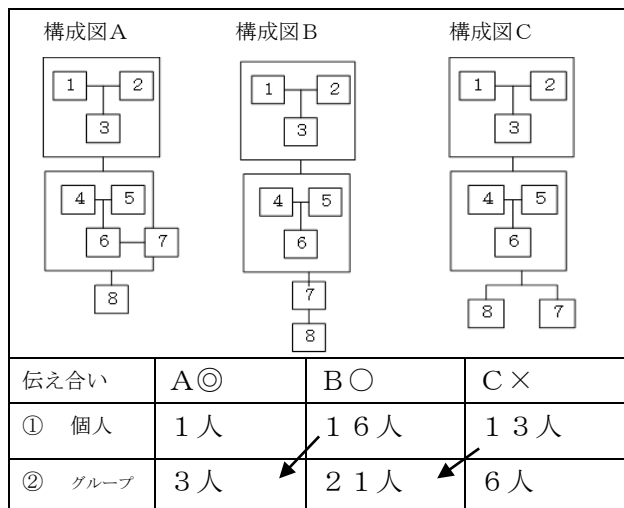 構成図A 構成図B 構成図C
1 2 1 2 1 2
3 3 3
4 5 4 5 4 5
6 7 6 6
8 7 8 7
8
伝え合い A◎ B○ C×
① 個人 1人 16人 13人
② グループ 3人 21人 6人